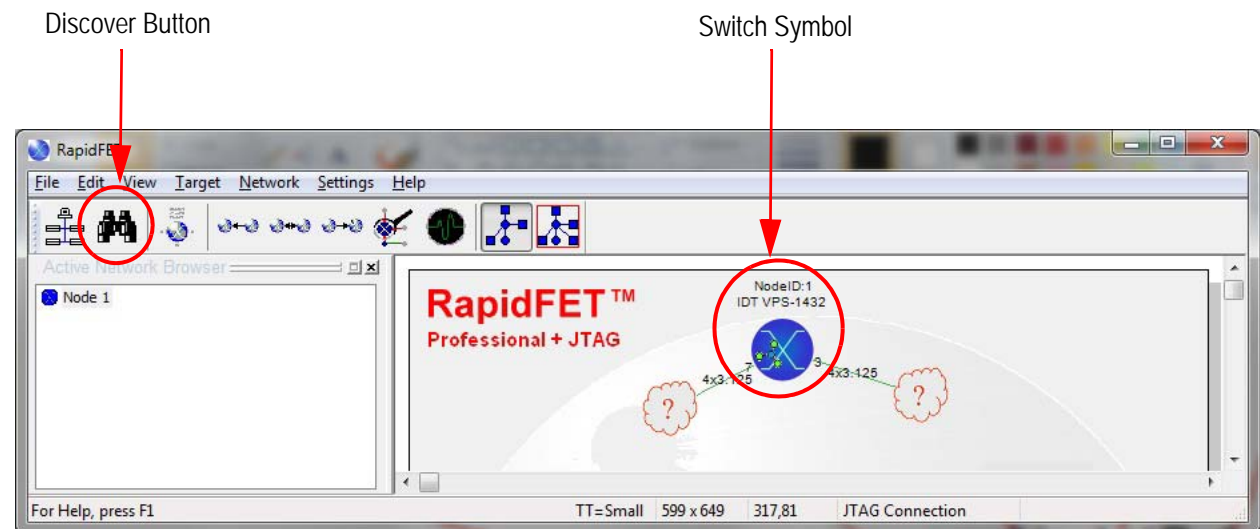 Discover Button
Switch Symbol
RapidFET
File Edit View Target Network Settings Help
Active Network Browser
Node 1
RapidFET™
Professional + JTAG
NodeID:1
IDT VPS-1432
7
3
4x3.125
4x3.125
?
?
For Help, press F1
TT=Small
599 x 649
317,81
JTAG Connection